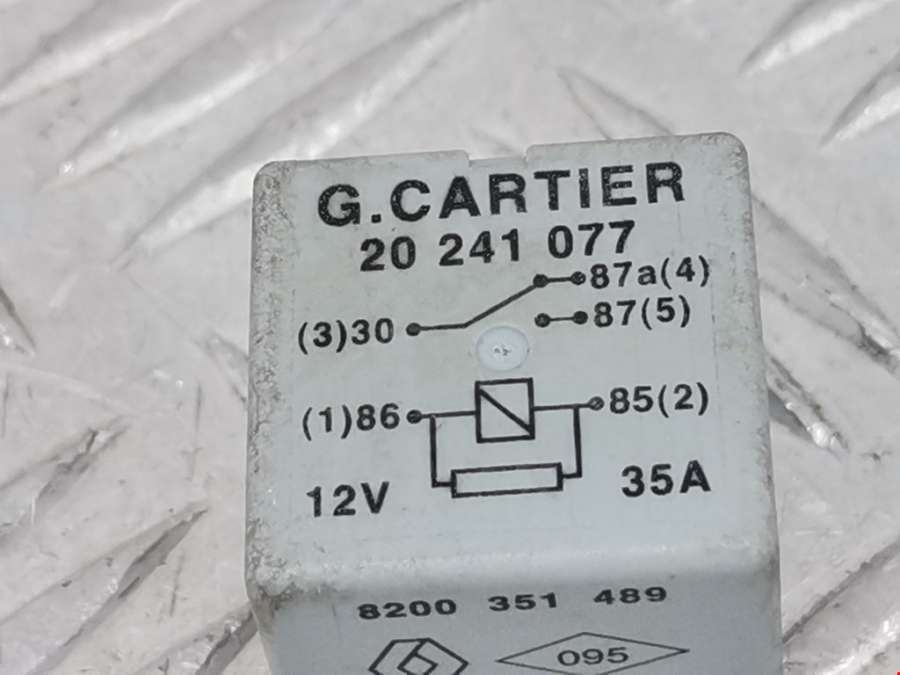 G.CARTIER
20 241 077
87a(4)
(3)30 87(5)
(1)86 85(2)
12V 35A
8200 351 489
095